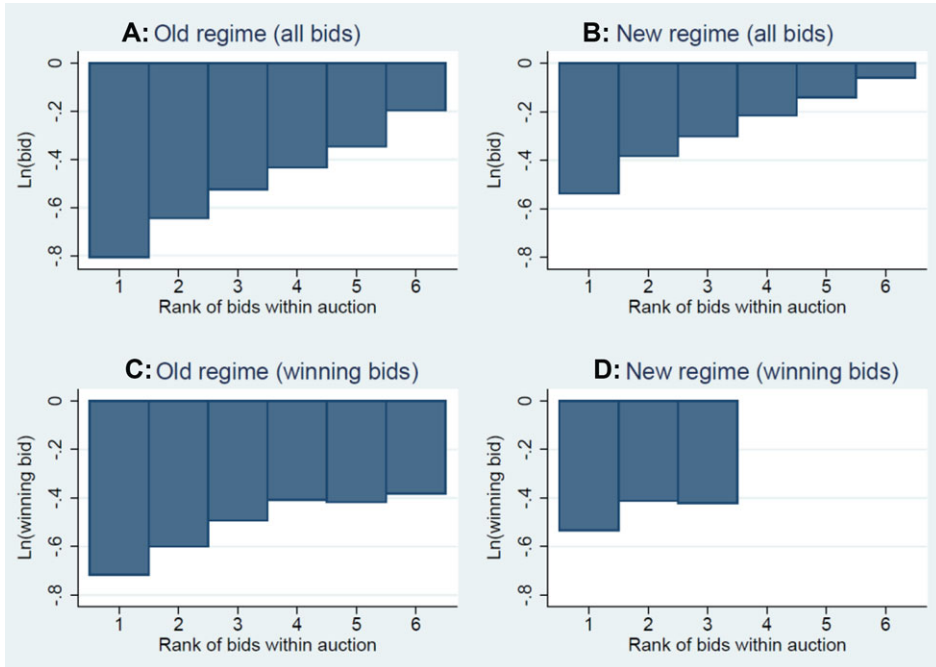 A: Old regime (all bids)
Ln(bid)
0
-.2
-.4
-.6
-.8
1 2 3 4 5 6
Rank of bids within auction
B: New regime (all bids)
Ln(bid)
0
-.2
-.4
-.6
-.8
1 2 3 4 5 6
Rank of bids within auction
C: Old regime (winning bids)
Ln(winning bid)
0
-.2
-.4
-.6
-.8
1 2 3 4 5 6
Rank of bids within auction
D: New regime (winning bids)
Ln(winning bid)
0
-.2
-.4
-.6
-.8
1 2 3 4 5 6
Rank of bids within auction